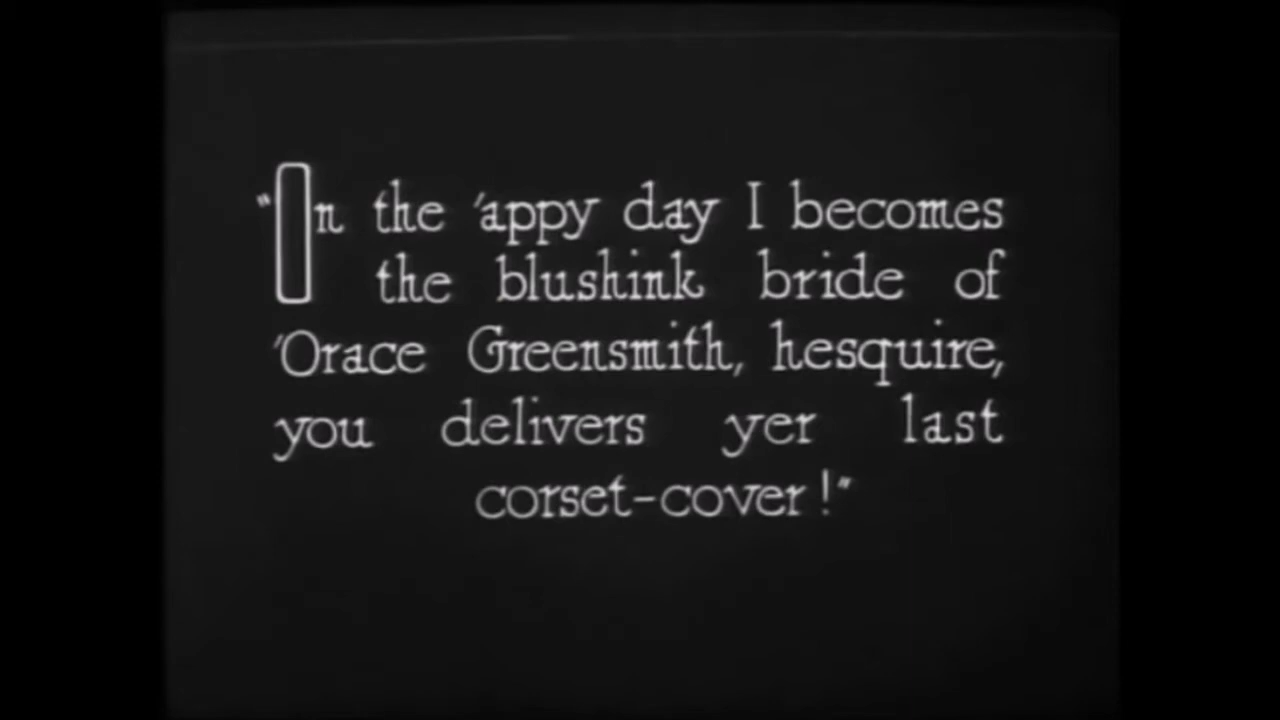 "On the 'appy day I becomes
the blushink bride of
'Orace Greensmith, hesquire,
you delivers yer last
corset-cover!"